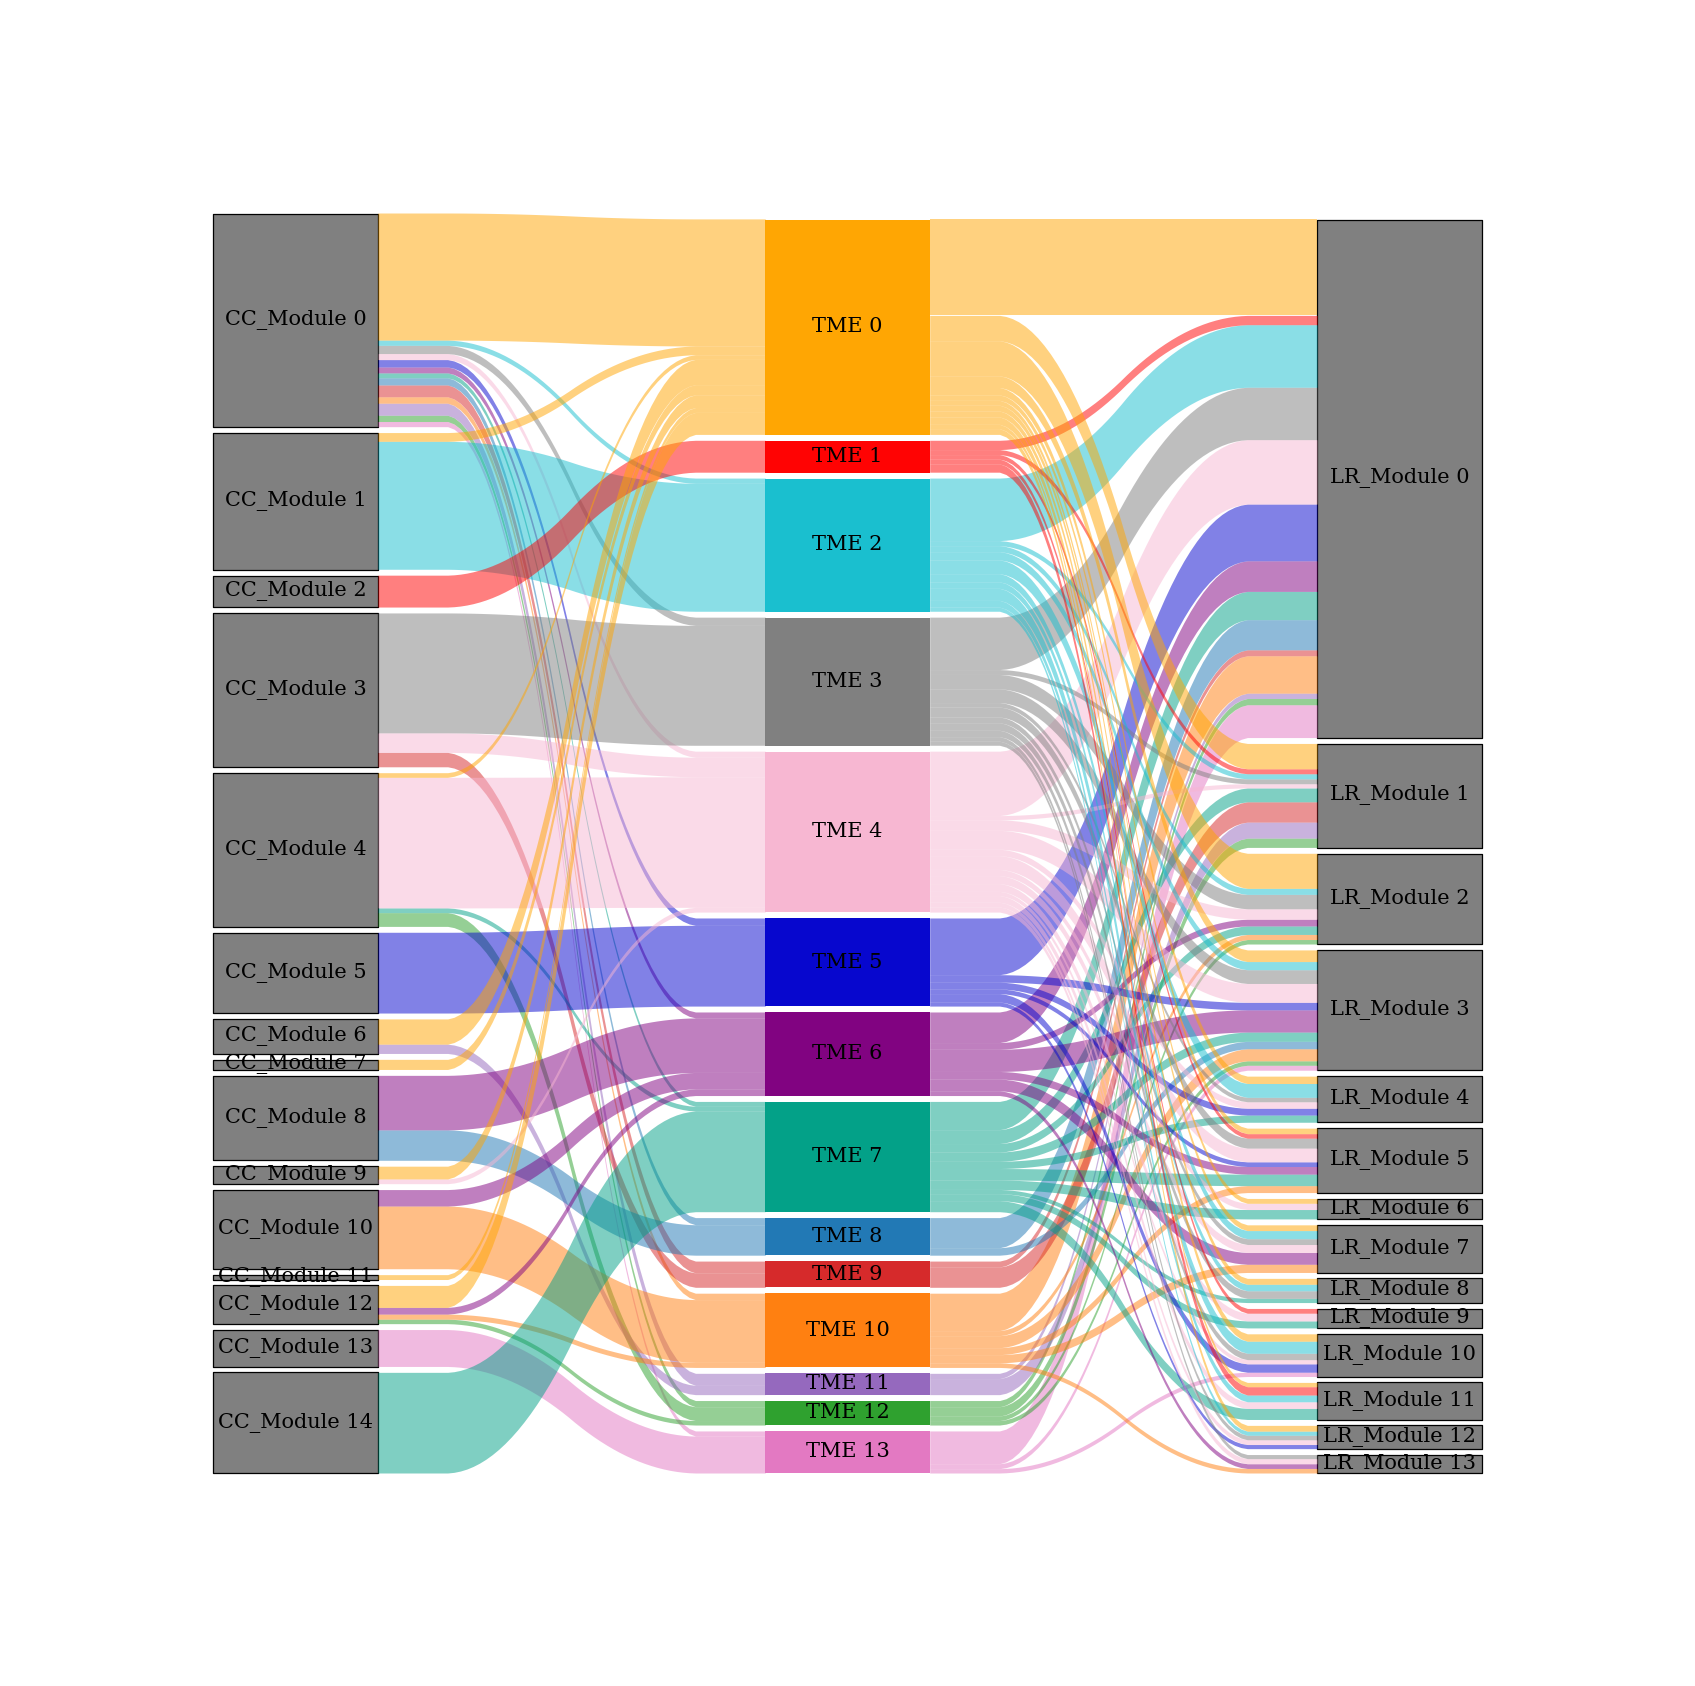 CC_Module 0
CC_Module 1
CC_Module 2
CC_Module 3
CC_Module 4
CC_Module 5
CC_Module 6
CC_Module 7
CC_Module 8
CC_Module 9
CC_Module 10
CC_Module 11
CC_Module 12
CC_Module 13
CC_Module 14
TME 0
TME 1
TME 2
TME 3
TME 4
TME 5
TME 6
TME 7
TME 8
TME 9
TME 10
TME 11
TME 12
TME 13
LR_Module 0
LR_Module 1
LR_Module 2
LR_Module 3
LR_Module 4
LR_Module 5
LR_Module 6
LR_Module 7
LR_Module 8
LR_Module 9
LR_Module 10
LR_Module 11
LR_Module 12
LR_Module 13